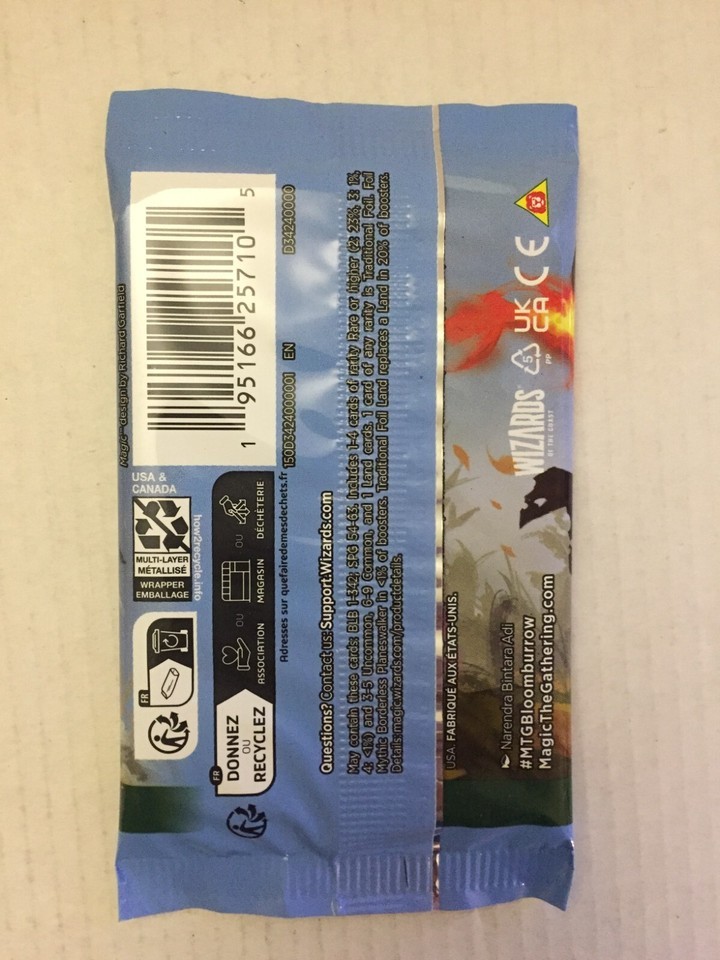 Magic™ design by Richard Garfield
1 95166 25710 5
USA & CANADA
MULTI-LAYER
MÉTALLISÉ
WRAPPER
EMBALLAGE
how2recycle.info
FR
FR
DONNEZ
OU
RECYCLEZ
ASSOCIATION
OU
MAGASIN
OU
DÉCHÈTERIE
Adresses sur quefairedemesdechets.fr
150D3424000001 EN D34240000
Questions? Contact us: Support.Wizards.com
May contain these cards: BLB 1-342; SPG 54-63. Includes 1-4 cards of rarity Rare or higher (2: 23%, 3: 1%,
4: <1%) and 3-5 Uncommon, 6-9 Common, and 1 Land cards. 1 card of any rarity is Traditional Foil. Foil
Mythic Borderless Planeswalker in <1% of boosters. Traditional Foil Land replaces a Land in 20% of boosters.
Details: magic.wizards.com/productdetails.
USA. FABRIQUÉ AUX ÉTATS-UNIS.
Narendra Bintara Adi
#MTGBloomburrow
MagicTheGathering.com
WIZARDS
OF THE COAST
5
PP
UK
CA
CE